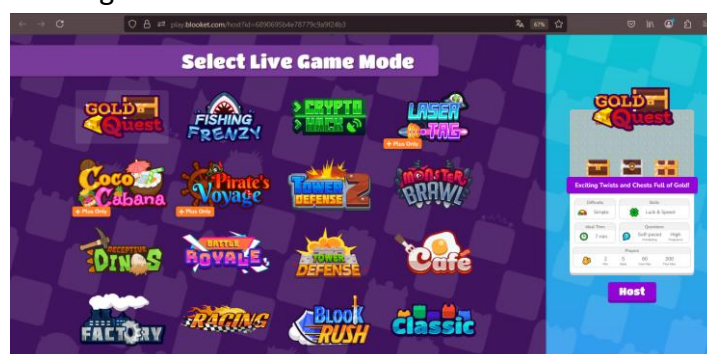 play.blooket.com/host?id=6890695b4e78779c9a9f24b3
67%
Select Live Game Mode
GOLD Quest
FISHING FRENZY
> CRYPTO
> HACK
LASER TAG
+ Plus Only
Coco Cabana
+ Plus Only
Pirate's Voyage
+ Plus Only
TOWER DEFENSE 2
MONSTER BRAWL
DECEPTIVE DINOS
BATTLE ROYALE
TOWER DEFENSE
Café
FACTORY
RACING
BLOOK RUSH
Classic
GOLD Quest
Exciting Twists and Chests Full of Gold!
Difficulty
Simple
Skills
Luck & Speed
Ideal Time
7 min
Questions
Self-paced
High
Players
2
5
60
300
Host